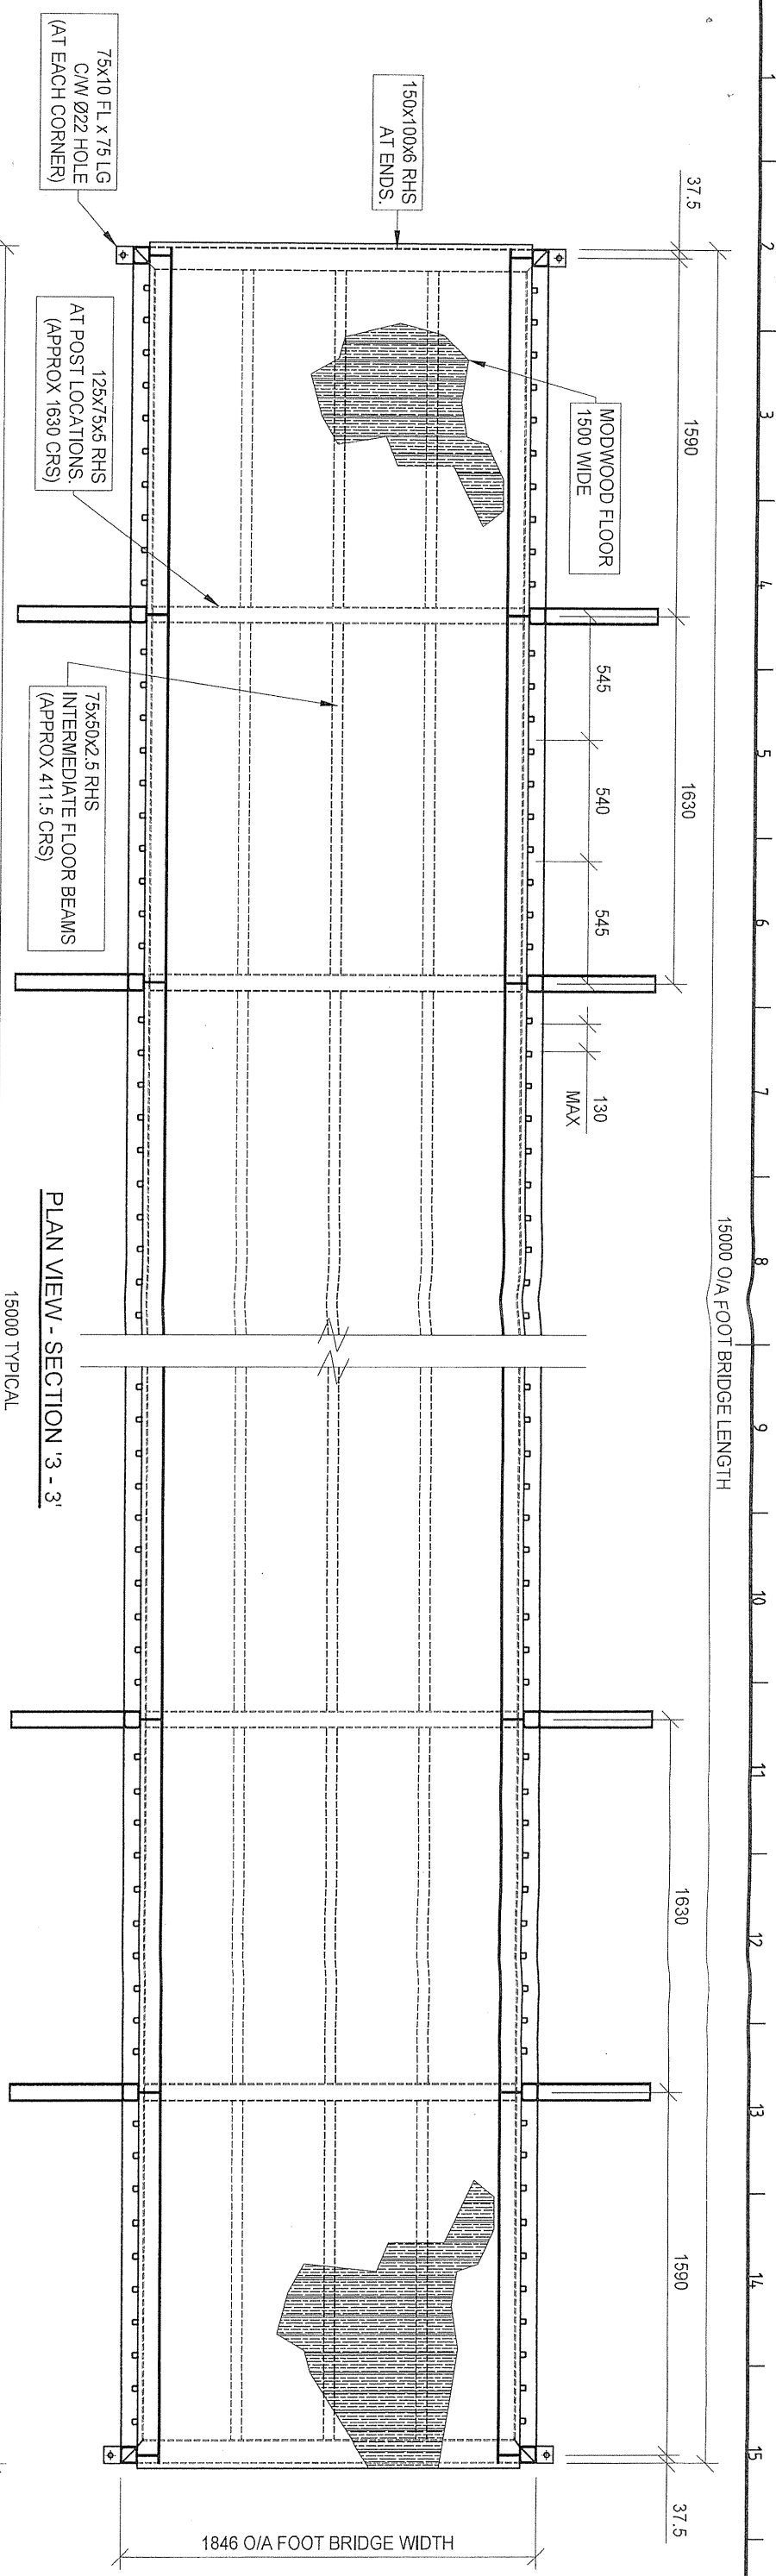 1
2
3
4
5
6
7
8
9
10
11
12
13
14
15
15000 O/A FOOT BRIDGE LENGTH
37.5
1590
1630
1630
1590
37.5
545
540
545
130
MAX
MODWOOD FLOOR
1500 WIDE
150x100x6 RHS
AT ENDS.
75x10 FL x 75 LG
C/W Ø22 HOLE
(AT EACH CORNER)
125x75x5 RHS
AT POST LOCATIONS.
(APPROX 1630 CRS)
75x50x2.5 RHS
INTERMEDIATE FLOOR BEAMS
(APPROX 411.5 CRS)
1846 O/A FOOT BRIDGE WIDTH
PLAN VIEW - SECTION '3 - 3'
15000 TYPICAL